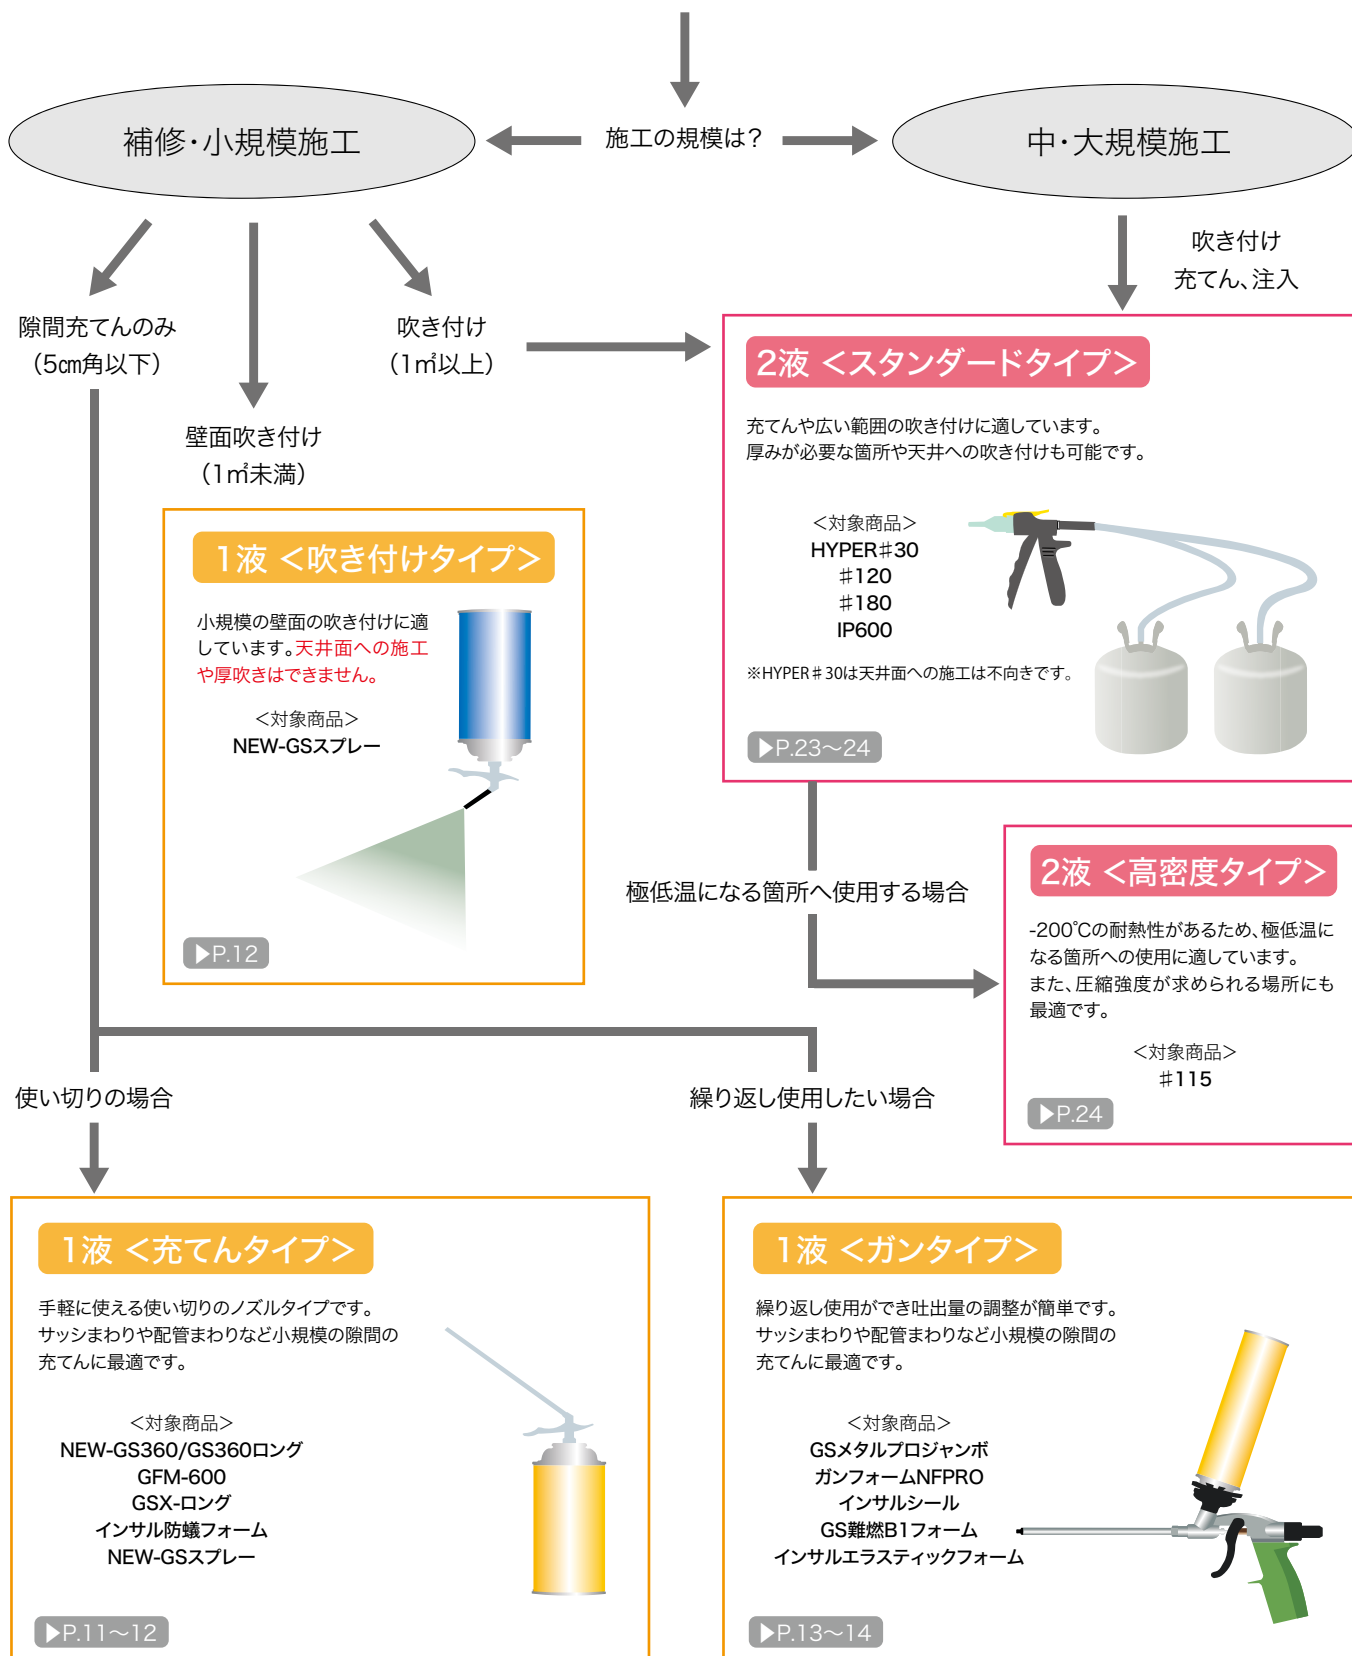 施工の規模は?
補修・小規模施工
中・大規模施工
隙間充てんのみ
(5㎝角以下)
壁面吹き付け
(1㎡未満)
吹き付け
(1㎡以上)
吹き付け
充てん、注入
2液 <スタンダードタイプ>
充てんや広い範囲の吹き付けに適しています。
厚みが必要な箇所や天井への吹き付けも可能です。
<対象商品>
HYPER♯30
♯120
♯180
IP600
※HYPER♯30は天井面への施工は不向きです。
▶P.23〜24
1液 <吹き付けタイプ>
小規模の壁面の吹き付けに適
しています。天井面への施工
や厚吹きはできません。
<対象商品>
NEW-GSスプレー
▶P.12
極低温になる箇所へ使用する場合
2液 <高密度タイプ>
-200℃の耐熱性があるため、極低温に
なる箇所への使用に適しています。
また、圧縮強度が求められる場所にも
最適です。
<対象商品>
♯115
▶P.24
使い切りの場合
繰り返し使用したい場合
1液 <充てんタイプ>
手軽に使える使い切りのノズルタイプです。
サッシまわりや配管まわりなど小規模の隙間の
充てんに最適です。
<対象商品>
NEW-GS360/GS360ロング
GFM-600
GSX-ロング
インサル防蟻フォーム
NEW-GSスプレー
▶P.11〜12
1液 <ガンタイプ>
繰り返し使用ができ吐出量の調整が簡単です。
サッシまわりや配管まわりなど小規模の隙間の
充てんに最適です。
<対象商品>
GSメタルプロジャンボ
ガンフォームNFPRO
インサルシール
GS難燃B1フォーム
インサルエラスティックフォーム
▶P.13〜14